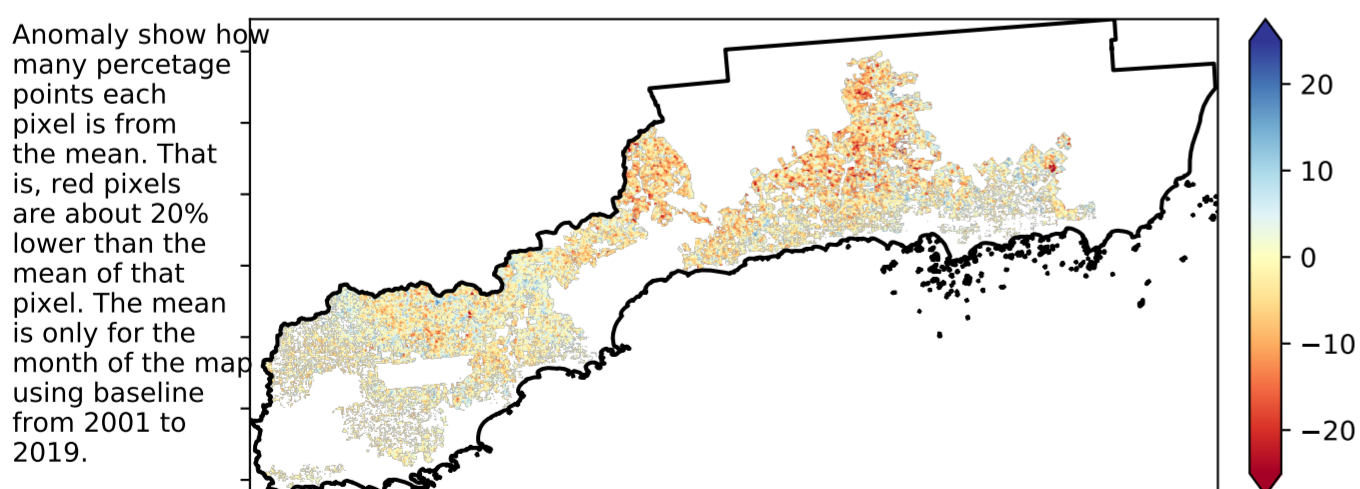 Anomaly show how
many percetage
points each
pixel is from
the mean. That
is, red pixels
are about 20%
lower than the
mean of that
pixel. The mean
is only for the
month of the map
using baseline
from 2001 to
2019.
20
10
0
−10
−20